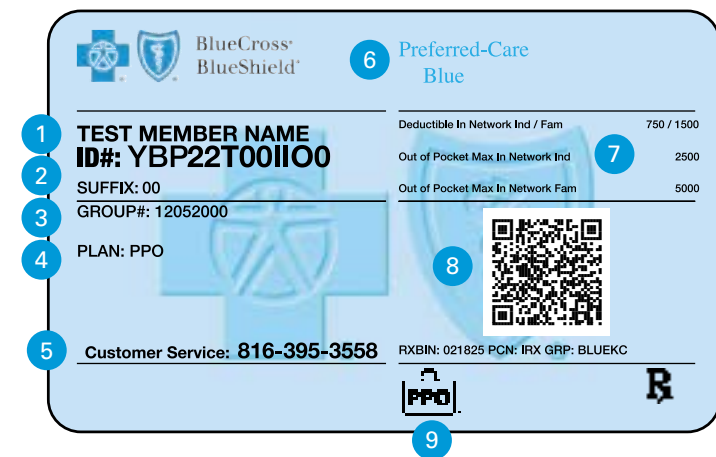 BlueCross
BlueShield
6
Preferred-Care
Blue
1
TEST MEMBER NAME
ID#: YBP22T00IIO0
2
SUFFIX: 00
3
GROUP#: 12052000
4
PLAN: PPO
5
Customer Service: 816-395-3558
Deductible In Network Ind / Fam 750 / 1500
Out of Pocket Max In Network Ind 7 2500
Out of Pocket Max In Network Fam 5000
8
RXBIN: 021825 PCN: IRX GRP: BLUEKC
PPO
Rx
9